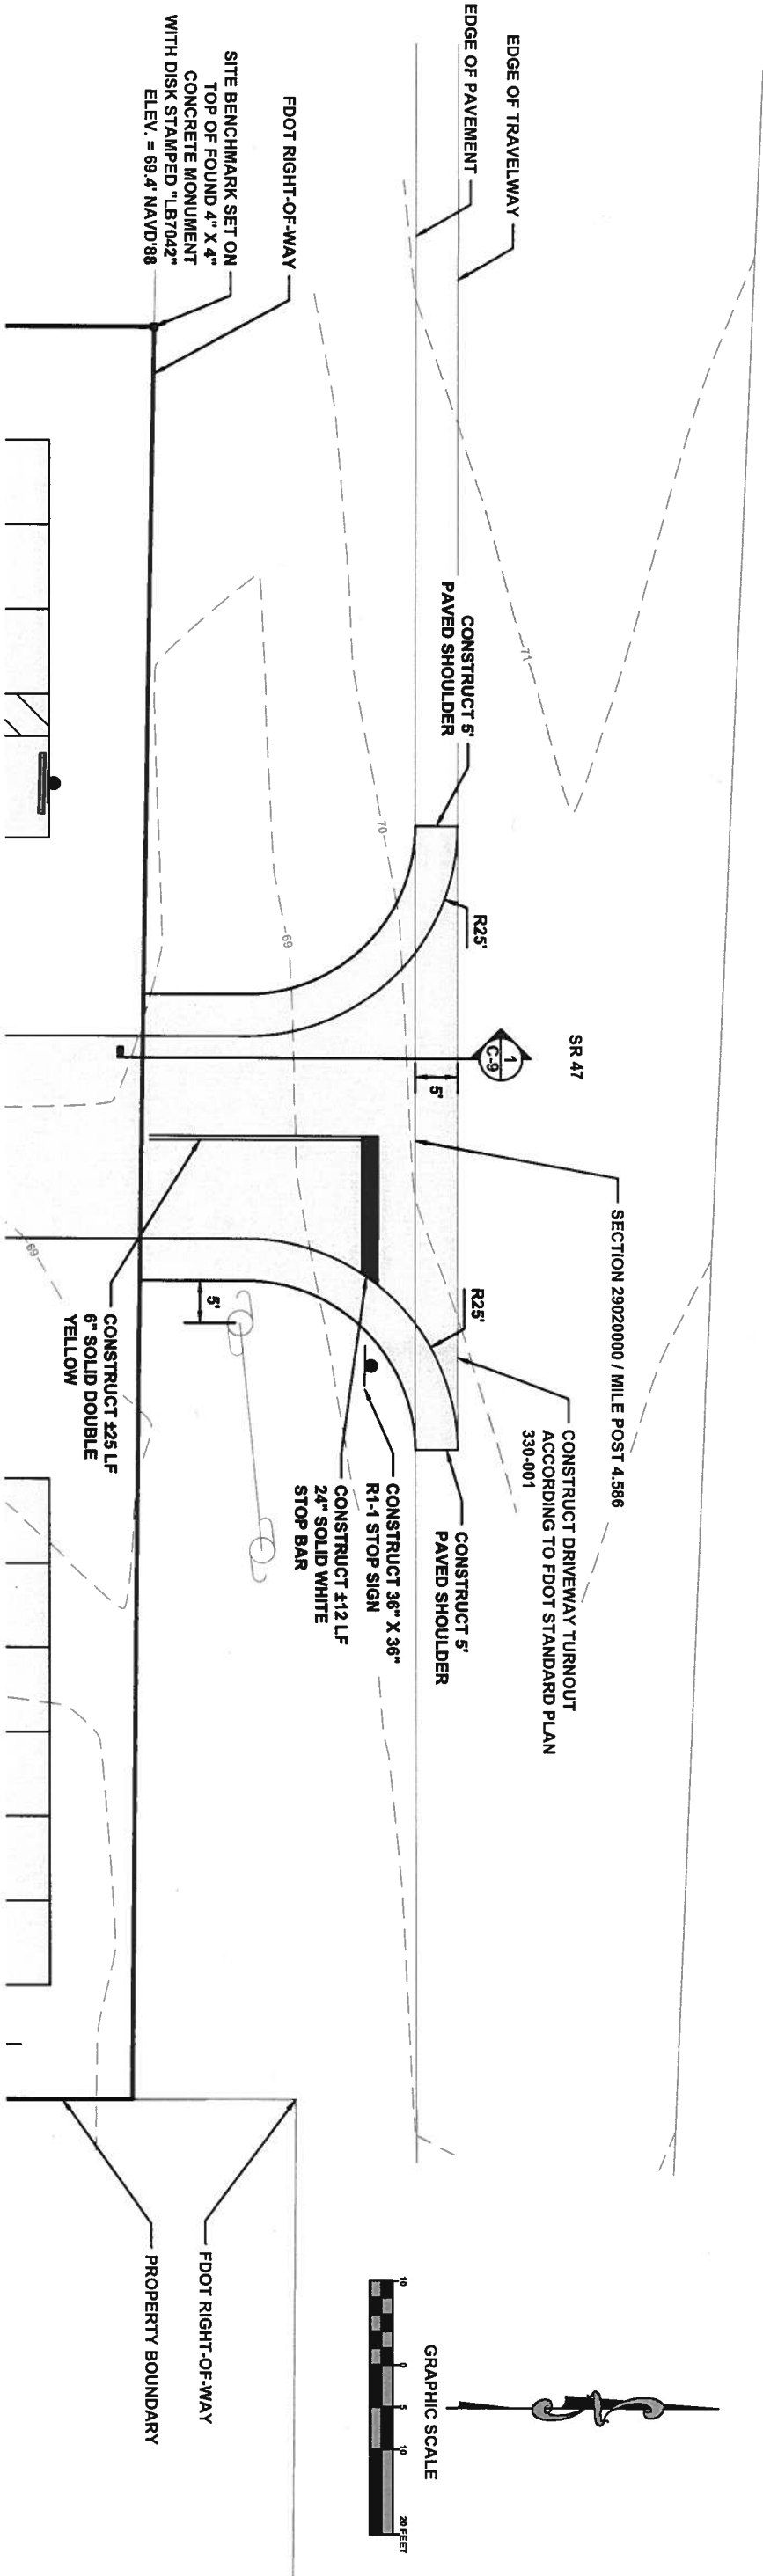 EDGE OF TRAVELWAY
EDGE OF PAVEMENT
FDOT RIGHT-OF-WAY
SITE BENCHMARK SET ON
TOP OF FOUND 4" X 4"
CONCRETE MONUMENT
WITH DISK STAMPED "LB7042"
ELEV. = 69.4' NAVD'88
71
CONSTRUCT 5'
PAVED SHOULDER
70
69
R25'
SR 47
1
C-9
5'
SECTION 29020000 / MILE POST 4.586
R25'
CONSTRUCT DRIVEWAY TURNOUT
ACCORDING TO FDOT STANDARD PLAN
330-001
CONSTRUCT 5'
PAVED SHOULDER
CONSTRUCT 36" X 36"
R1-1 STOP SIGN
CONSTRUCT ±12 LF
24" SOLID WHITE
STOP BAR
5'
CONSTRUCT ±25 LF
6" SOLID DOUBLE
YELLOW
69
FDOT RIGHT-OF-WAY
PROPERTY BOUNDARY
GRAPHIC SCALE
10 0 5 10 20 FEET